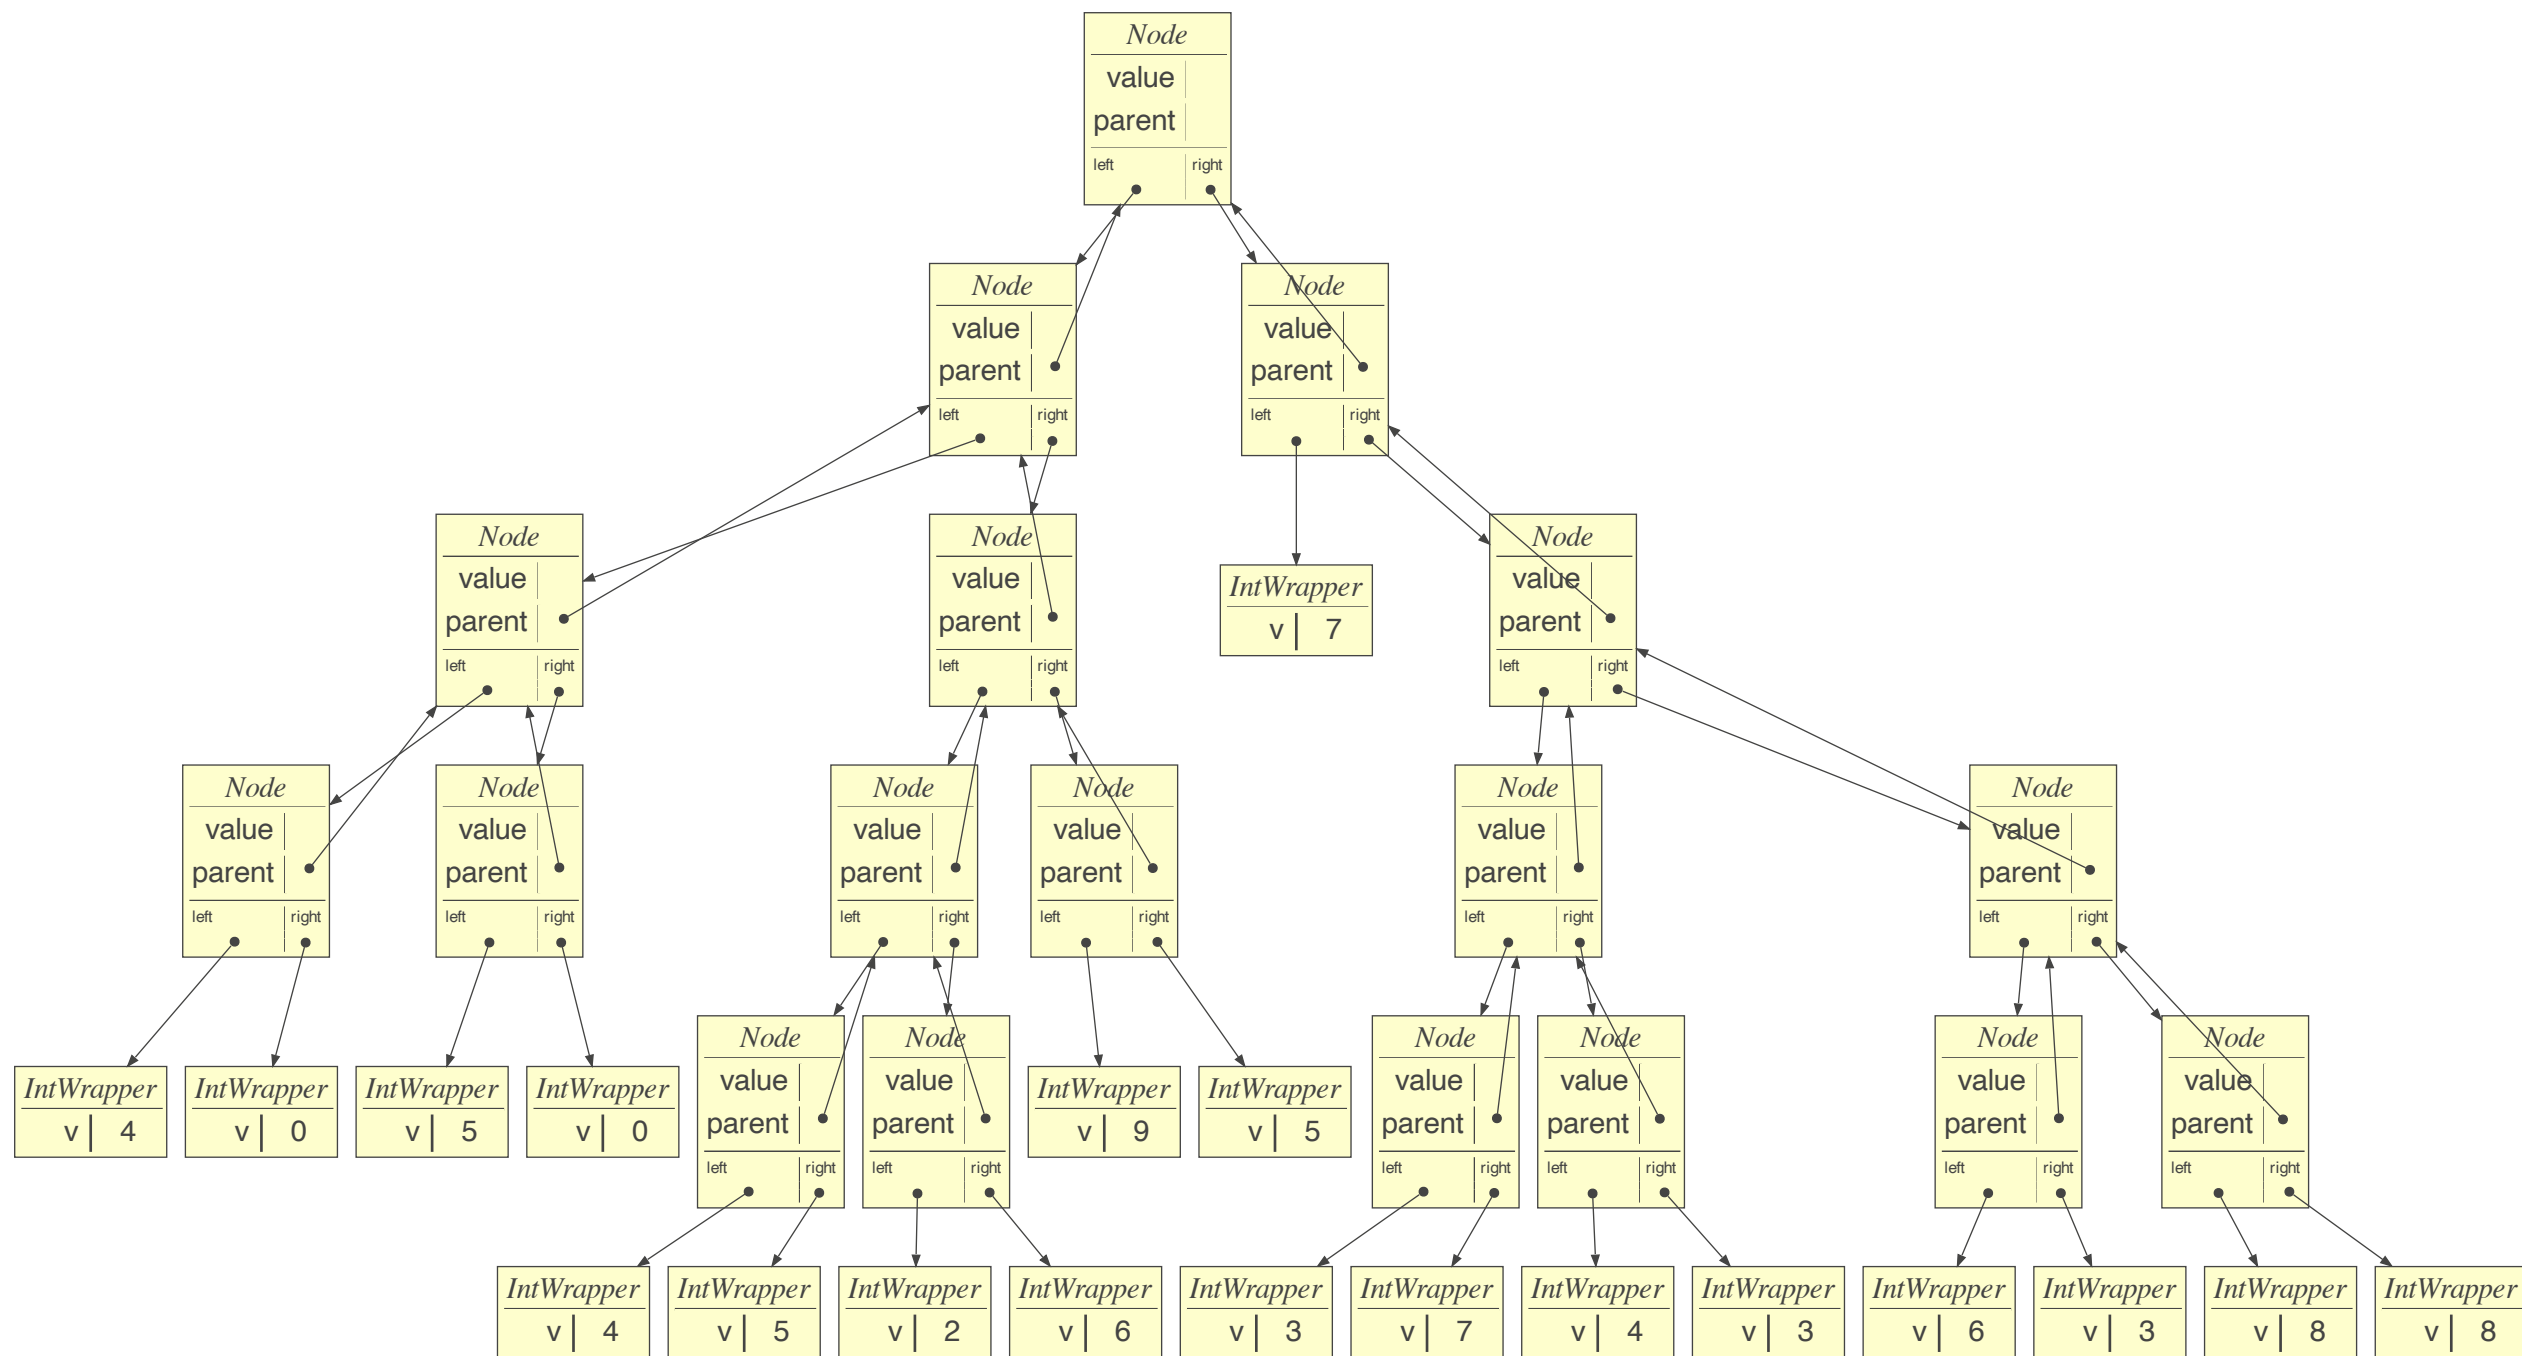 Node
value
parent
left right
Node
value
parent
left right
Node
value
parent
left right
Node
value
parent
left right
Node
value
parent
left right
IntWrapper
v 7
Node
value
parent
left right
Node
value
parent
left right
Node
value
parent
left right
Node
value
parent
left right
Node
value
parent
left right
Node
value
parent
left right
Node
value
parent
left right
IntWrapper
v 4
IntWrapper
v 0
IntWrapper
v 5
IntWrapper
v 0
Node
value
parent
left right
Node
value
parent
left right
IntWrapper
v 9
IntWrapper
v 5
Node
value
parent
left right
Node
value
parent
left right
Node
value
parent
left right
Node
value
parent
left right
IntWrapper
v 4
IntWrapper
v 5
IntWrapper
v 2
IntWrapper
v 6
IntWrapper
v 3
IntWrapper
v 7
IntWrapper
v 4
IntWrapper
v 3
IntWrapper
v 6
IntWrapper
v 3
IntWrapper
v 8
IntWrapper
v 8